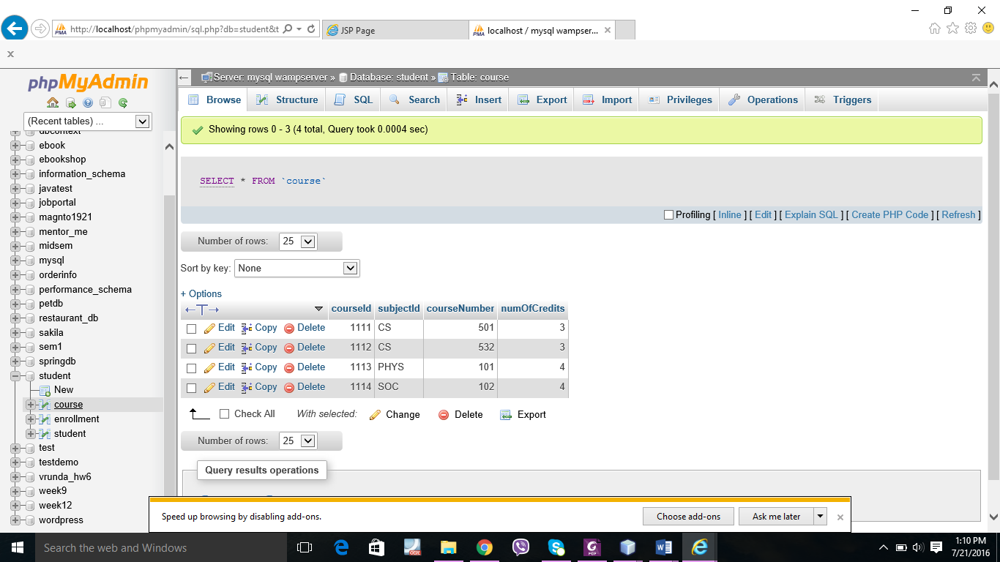 http://localhost/phpmyadmin/sql.php?db=student&t
JSP Page
localhost / mysql wampser...
x
phpMyAdmin
(Recent tables) ...
dbcontext
ebook
ebookshop
information_schema
javatest
jobportal
magnto1921
mentor_me
midsem
mysql
orderinfo
performance_schema
petdb
restaurant_db
sakila
sem1
springdb
student
New
course
enrollment
student
test
testdemo
vrunda_hw6
week9
week12
wordpress
Server: mysql wampserver » Database: student » Table: course
Browse Structure SQL Search Insert Export Import Privileges Operations Triggers
Showing rows 0 - 3 (4 total, Query took 0.0004 sec)
SELECT * FROM `course`
Profiling [ Inline ] [ Edit ] [ Explain SQL ] [ Create PHP Code ] [ Refresh ]
Number of rows: 25
Sort by key: None
+ Options
←T→ courseId subjectId courseNumber numOfCredits
Edit Copy Delete 1111 CS 501 3
Edit Copy Delete 1112 CS 532 3
Edit Copy Delete 1113 PHYS 101 4
Edit Copy Delete 1114 SOC 102 4
Check All With selected: Change Delete Export
Number of rows: 25
Query results operations
Speed up browsing by disabling add-ons.
Choose add-ons
Ask me later
Search the web and Windows
1:10 PM
7/21/2016